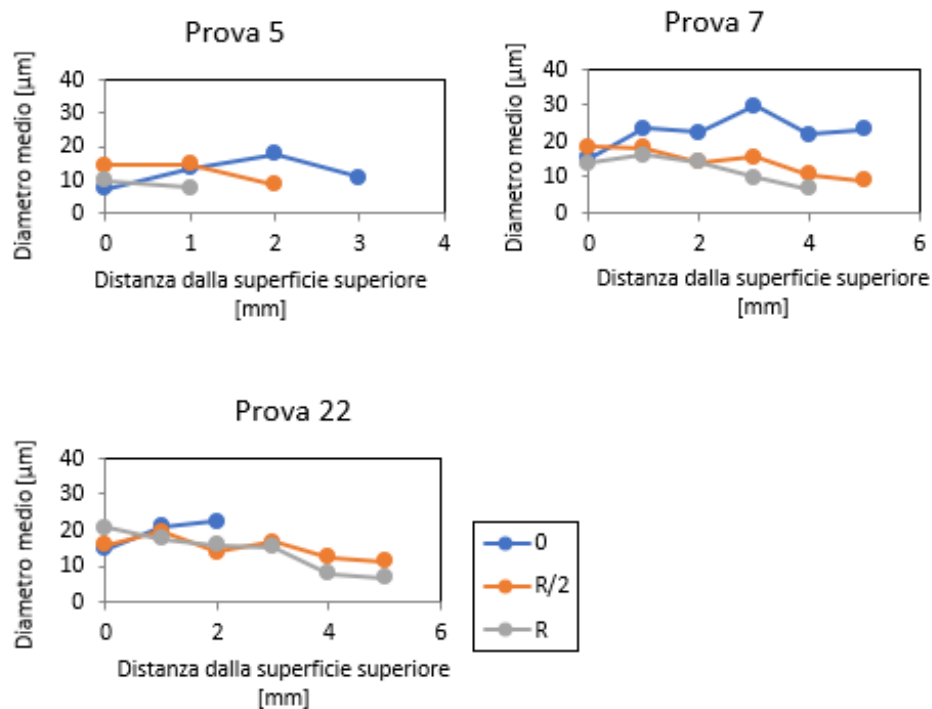 Prova 5
Diametro medio [µm]
40
30
20
10
0
0 1 2 3 4
Distanza dalla superficie superiore
[mm]
Prova 7
Diametro medio [µm]
40
30
20
10
0
0 2 4 6
Distanza dalla superficie superiore
[mm]
Prova 22
Diametro medio [µm]
40
30
20
10
0
0 2 4 6
Distanza dalla superficie superiore
[mm]
0
R/2
R